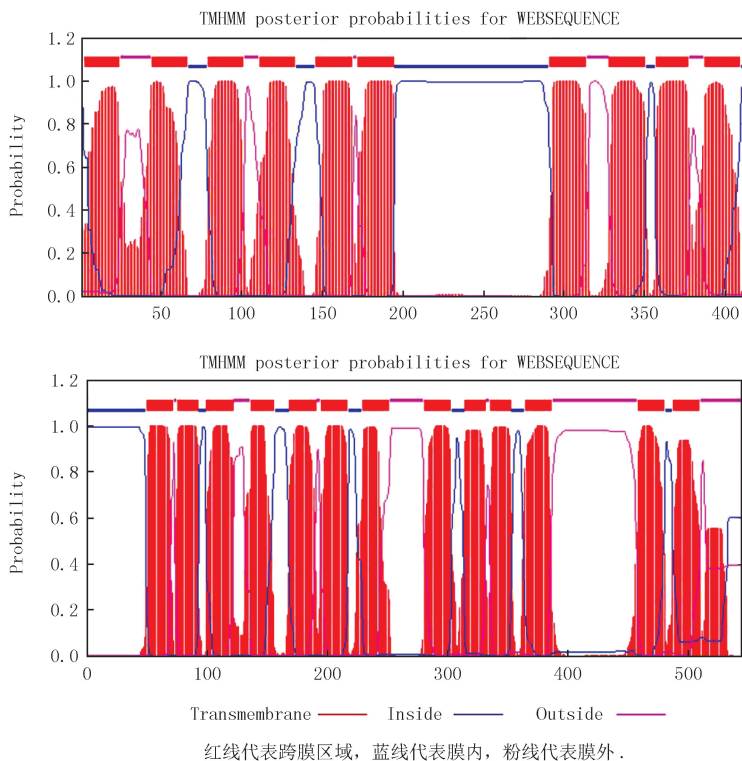 TMHMM posterior probabilities for WEBSEQUENCE
1.2
1.0
0.8
0.6
0.4
0.2
0.0
Probability
50 100 150 200 250 300 350 400
TMHMM posterior probabilities for WEBSEQUENCE
1.2
1.0
0.8
0.6
0.4
0.2
0.0
Probability
0 100 200 300 400 500
Transmembrane Inside Outside
红线代表跨膜区域，蓝线代表膜内，粉线代表膜外.